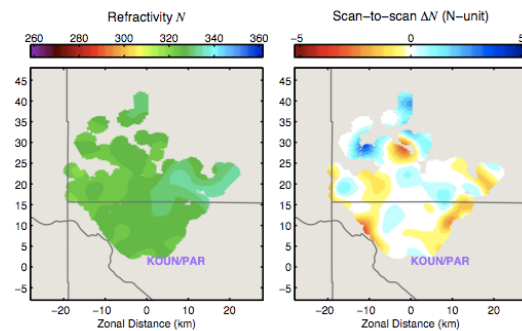 Refractivity N
Scan-to-scan ΔN (N-unit)
260 280 300 320 340 360
-5 0 5
45
40
35
30
25
20
15
10
5
0
-5
KOUN/PAR
-20 -10 0 10 20
Zonal Distance (km)
45
40
35
30
25
20
15
10
5
0
-5
KOUN/PAR
-20 -10 0 10 20
Zonal Distance (km)